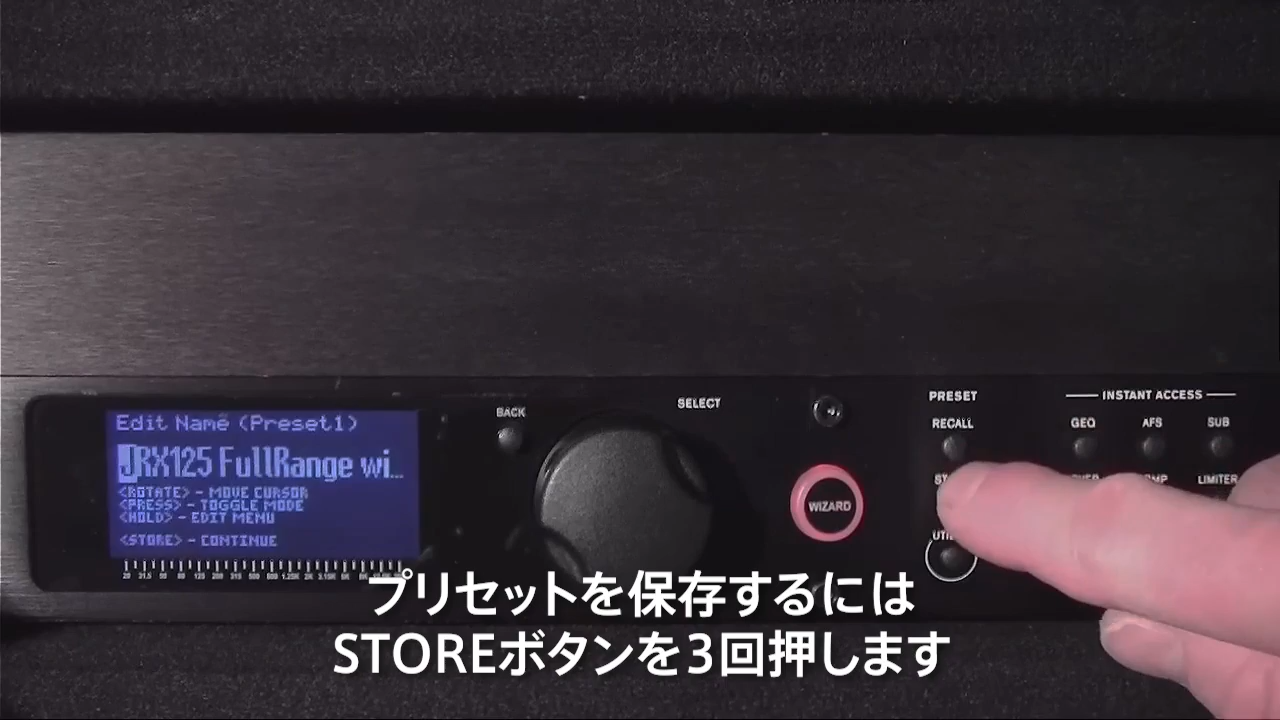 Edit Name (Preset1)
JRX125 FullRange wi...
<ROTATE> - MOVE CURSOR
<PRESS> - TOGGLE MODE
<HOLD> - EDIT MENU
<STORE> - CONTINUE
BACK
SELECT
WIZARD
PRESET
RECALL
INSTANT ACCESS
GEQ
AFS
SUB
LIMITER
プリセットを保存するには
STOREボタンを3回押します